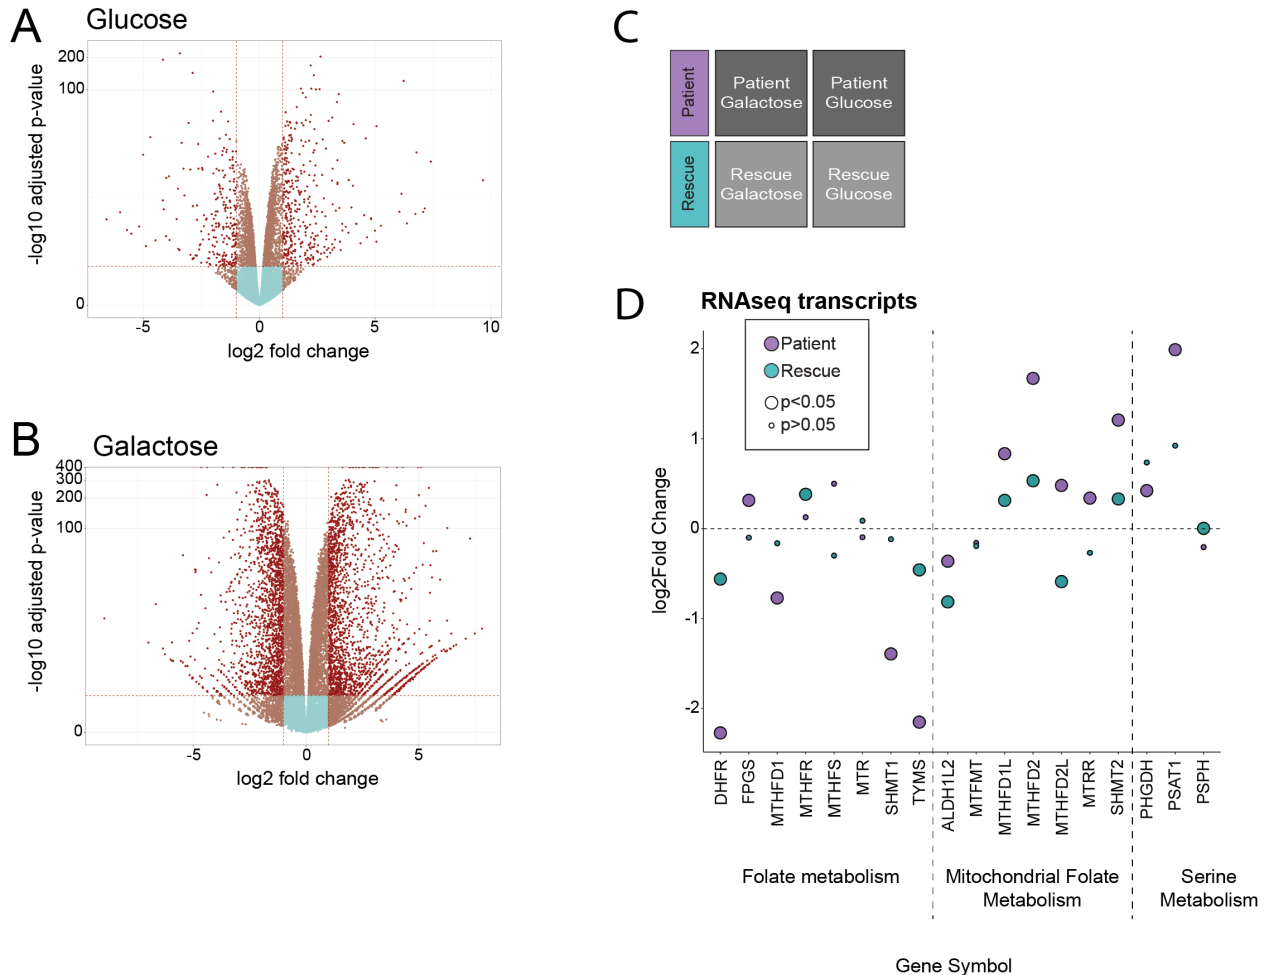 A
Glucose
200
100
0
-log10 adjusted p-value
-5
0
5
10
log2 fold change
B
Galactose
400
300
200
100
0
-log10 adjusted p-value
-5
0
5
log2 fold change
C
Patient
Patient
Galactose
Patient
Glucose
Rescue
Rescue
Galactose
Rescue
Glucose
D
RNAseq transcripts
Patient
Rescue
p<0.05
p>0.05
2
1
0
-1
-2
log2Fold Change
DHFR
FPGS
MTHFD1
MTHFR
MTHFS
MTR
SHMT1
TYMS
ALDH1L2
MTFMT
MTHFD1L
MTHFD2
MTHFD2L
MTRR
SHMT2
PHGDH
PSAT1
PSPH
Folate metabolism
Mitochondrial Folate
Metabolism
Serine
Metabolism
Gene Symbol